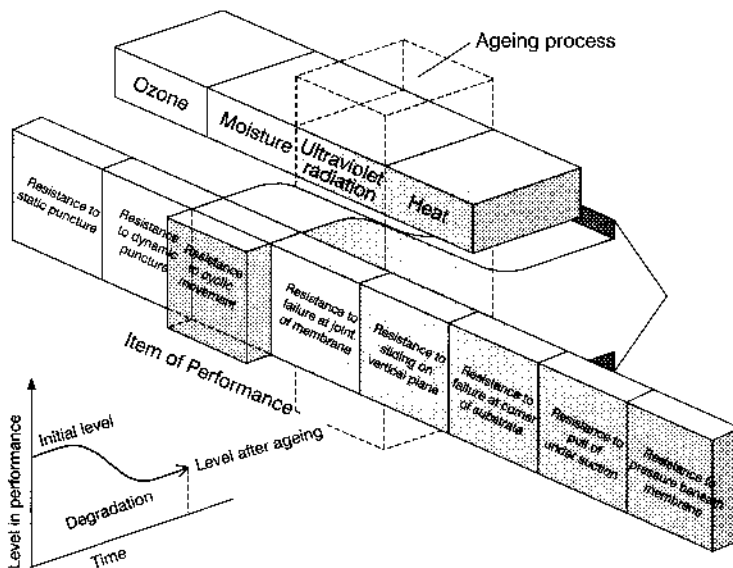 Ageing process
Ozone
Moisture
Ultraviolet
radiation
Heat
Resistance to
static puncture
Resistance
to dynamic
puncture
Resistance
to cyclic
movement
Resistance to
failure at joint
of membrane
Resistance to
sliding on
vertical plane
Resistance to
failure at corner
of substrata
Resistance to
pull of
under suction
Resistance to
pressure beneath
membrane
Item of Performance
Level in performance
Initial level
Level after ageing
Degradation
Time